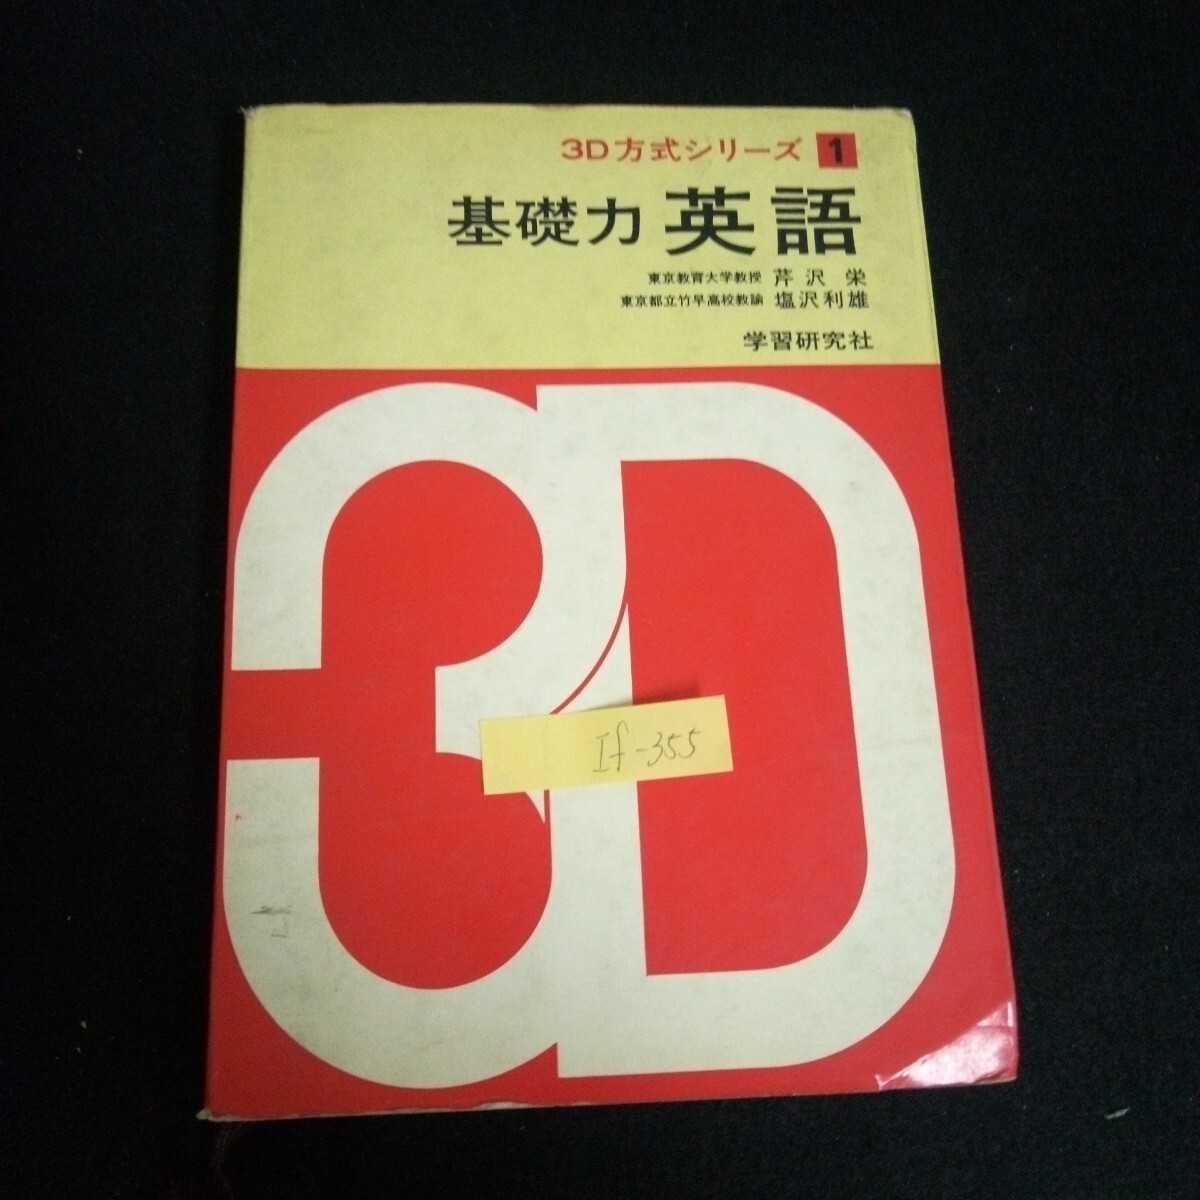 3D方式シリーズ 1
基礎力 英語
東京教育大学教授 芹沢 栄
東京都立竹早高校教諭 塩沢利雄
学習研究社
3D
If-355